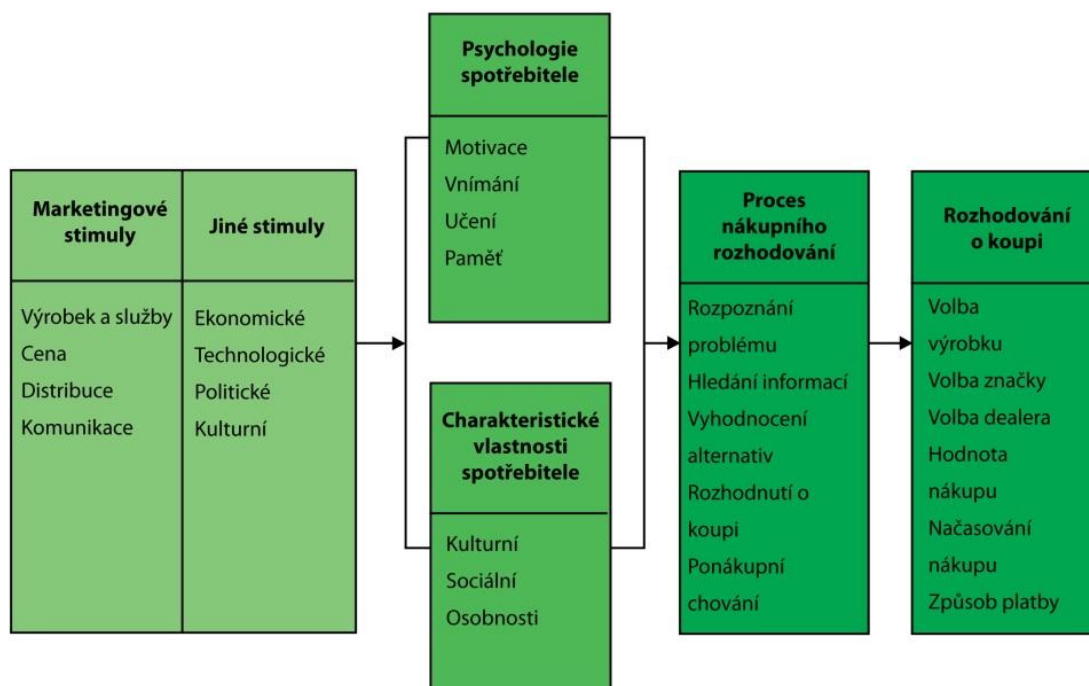 Marketingové
stimuly
Výrobek a služby
Cena
Distribuce
Komunikace
Jiné stimuly
Ekonomické
Technologické
Politické
Kulturní
Psychologie
spotřebitele
Motivace
Vnímání
Učení
Paměť
Charakteristické
vlastnosti
spotřebitele
Kulturní
Sociální
Osobnosti
Proces
nákupního
rozhodování
Rozpoznání
problému
Hledání informací
Vyhodnocení
alternativ
Rozhodnutí o
koupi
Ponákupní
chování
Rozhodování
o koupi
Volba
výrobku
Volba značky
Volba dealera
Hodnota
nákupu
Načasování
nákupu
Způsob platby